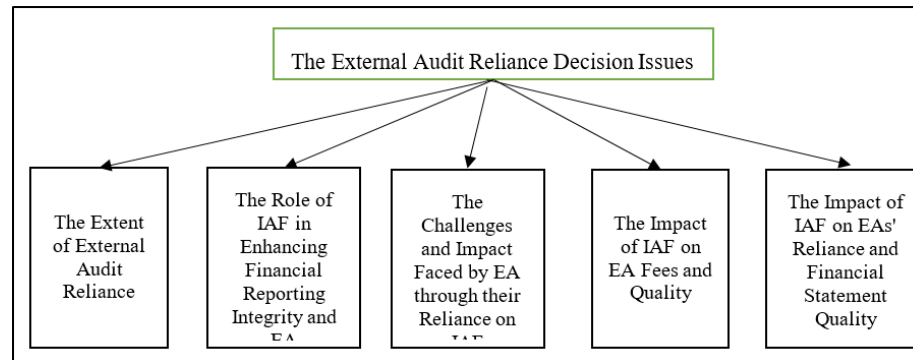 The External Audit Reliance Decision Issues
The Extent
of External
Audit
Reliance
The Role of
IAF in
Enhancing
Financial
Reporting
Integrity and
EA
The
Challenges
and Impact
Faced by EA
through their
Reliance on
IAF
The Impact
of IAF on
EA Fees and
Quality
The Impact of
IAF on EAs'
Reliance and
Financial
Statement
Quality